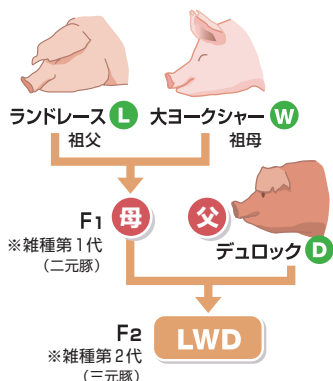 ランドレース L 大ヨークシャー W
祖父 祖母
F1 母 父
※雑種第1代
（二元豚）
デュロック D
F2 LWD
※雑種第2代
（三元豚）